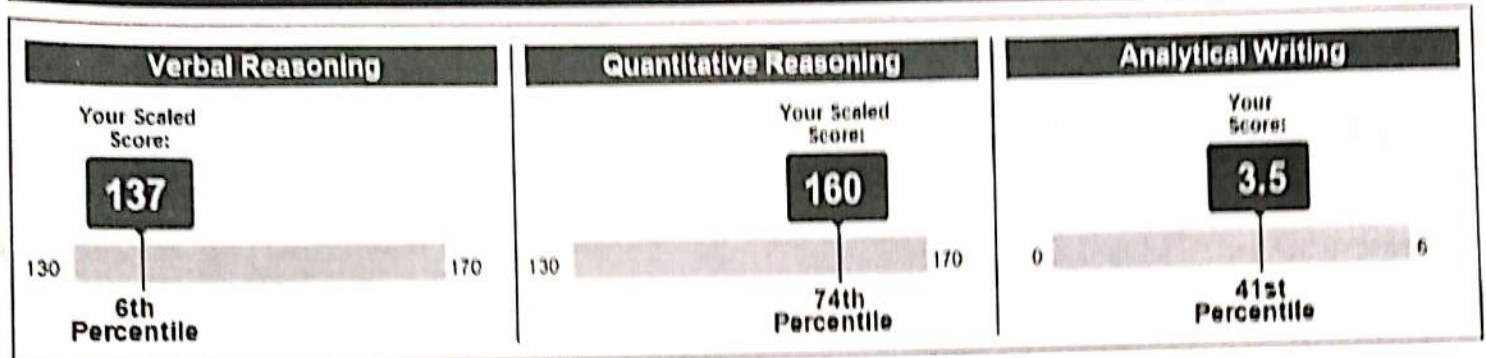 Verbal Reasoning
Your Scaled
Score:
137
130
170
6th
Percentile
Quantitative Reasoning
Your Scaled
Score:
160
130
170
74th
Percentile
Analytical Writing
Your
Score:
3.5
0
6
41st
Percentile